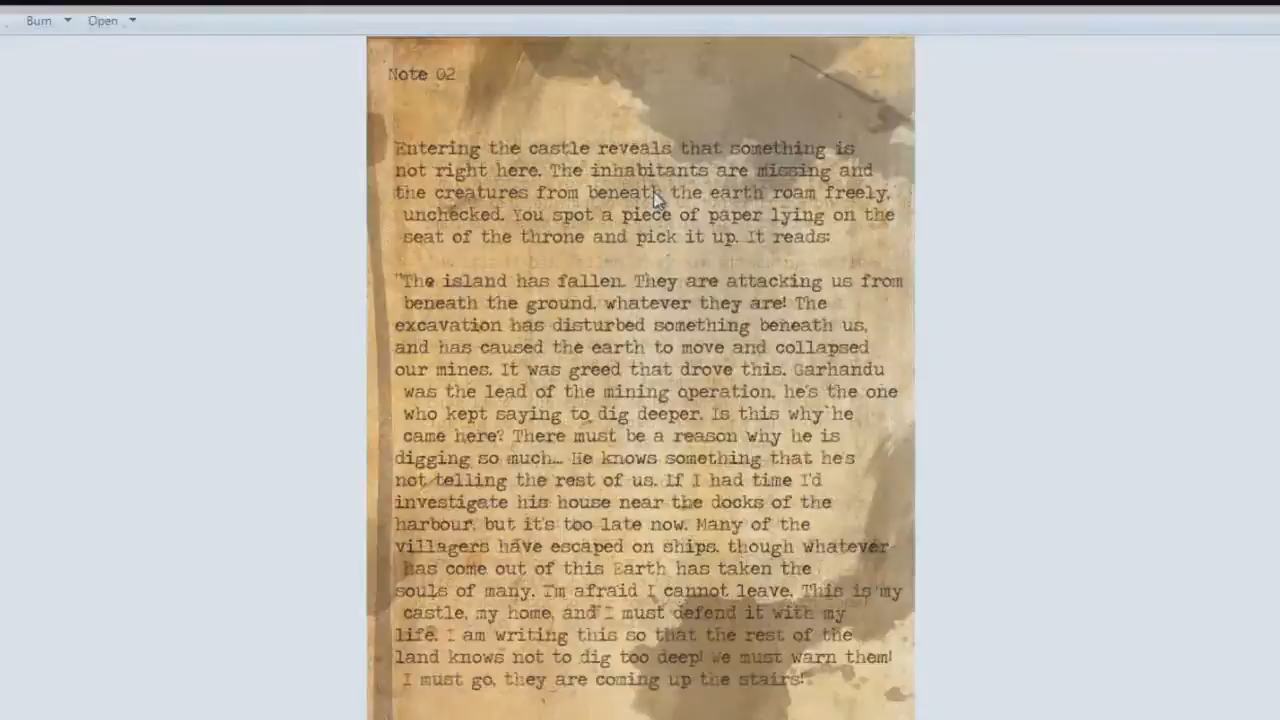 Burn
Open
Note 02
Entering the castle reveals that something is
not right here. The inhabitants are missing and
the creatures from beneath the earth roam freely,
unchecked. You spot a piece of paper lying on the
seat of the throne and pick it up. It reads:
"The island has fallen. They are attacking us from
beneath the ground, whatever they are! The
excavation has disturbed something beneath us,
and has caused the earth to move and collapsed
our mines. It was greed that drove this. Garhandu
was the lead of the mining operation, he's the one
who kept saying to dig deeper. Is this why he
came here? There must be a reason why he is
digging so much... He knows something that he's
not telling the rest of us. If I had time I'd
investigate his house near the docks of the
harbour, but it's too late now. Many of the
villagers have escaped on ships, though whatever
has come out of this Earth has taken the
souls of many. I'm afraid I cannot leave. This is my
castle, my home, and I must defend it with my
life. I am writing this so that the rest of the
land knows not to dig too deep! We must warn them!
I must go, they are coming up the stairs!"